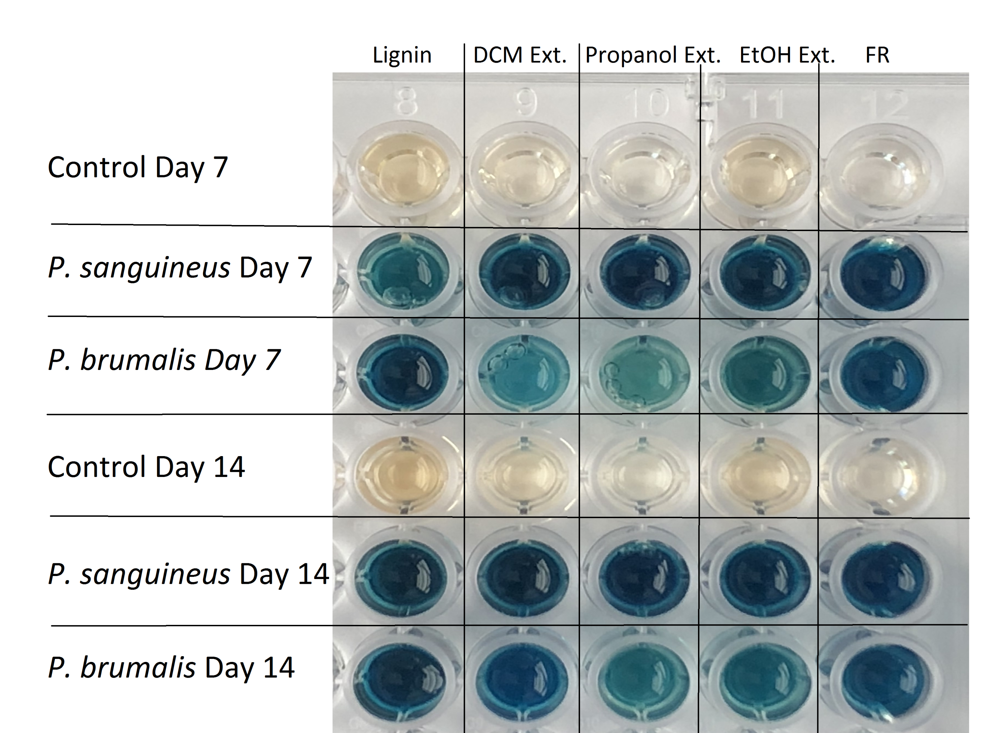 Lignin DCM Ext. Propanol Ext. EtOH Ext. FR
8 9 10 11 12
Control Day 7
P. sanguineus Day 7
P. brumalis Day 7
Control Day 14
P. sanguineus Day 14
P. brumalis Day 14